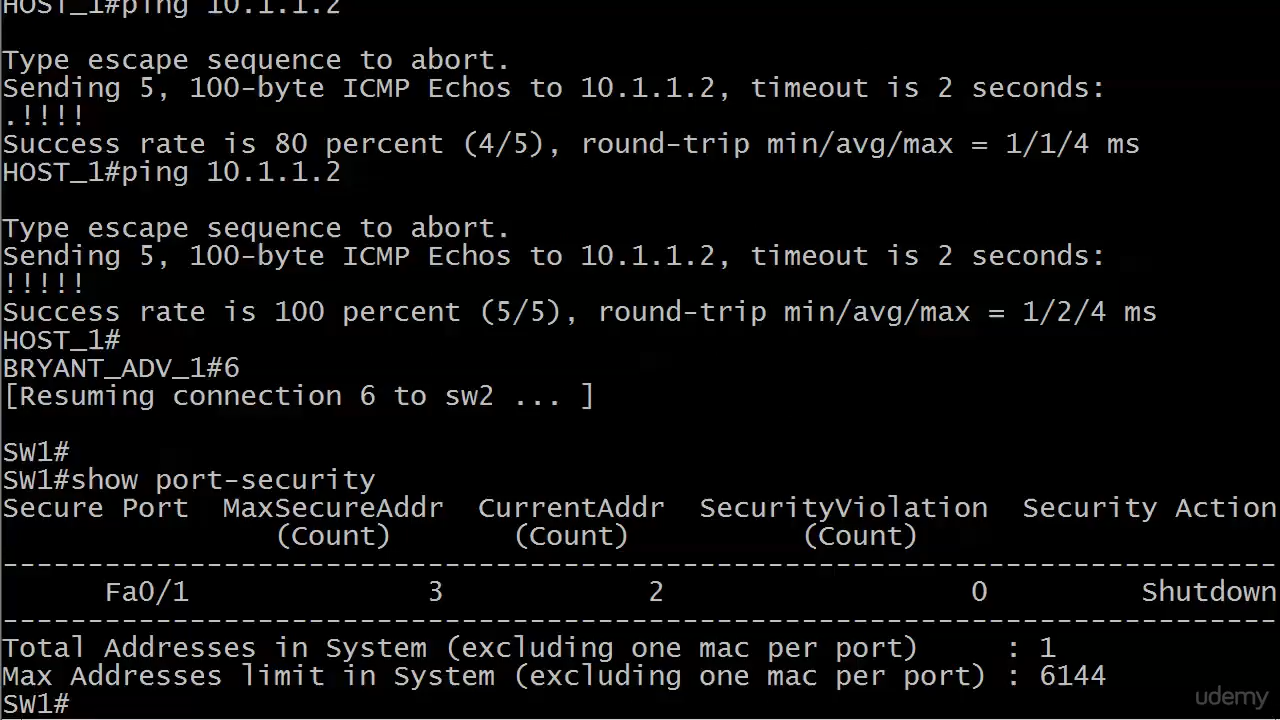 HOST_1#ping 10.1.1.2
Type escape sequence to abort.
Sending 5, 100-byte ICMP Echos to 10.1.1.2, timeout is 2 seconds:
.!!!!
Success rate is 80 percent (4/5), round-trip min/avg/max = 1/1/4 ms
HOST_1#ping 10.1.1.2
Type escape sequence to abort.
Sending 5, 100-byte ICMP Echos to 10.1.1.2, timeout is 2 seconds:
!!!!!
Success rate is 100 percent (5/5), round-trip min/avg/max = 1/2/4 ms
HOST_1#
BRYANT_ADV_1#6
[Resuming connection 6 to sw2 ... ]
SW1#
SW1#show port-security
Secure Port  MaxSecureAddr  CurrentAddr  SecurityViolation  Security Action
(Count)       (Count)          (Count)
---------------------------------------------------------------------------
Fa0/1              3            2                  0         Shutdown
---------------------------------------------------------------------------
Total Addresses in System (excluding one mac per port)     : 1
Max Addresses limit in System (excluding one mac per port) : 6144
SW1#
udemy